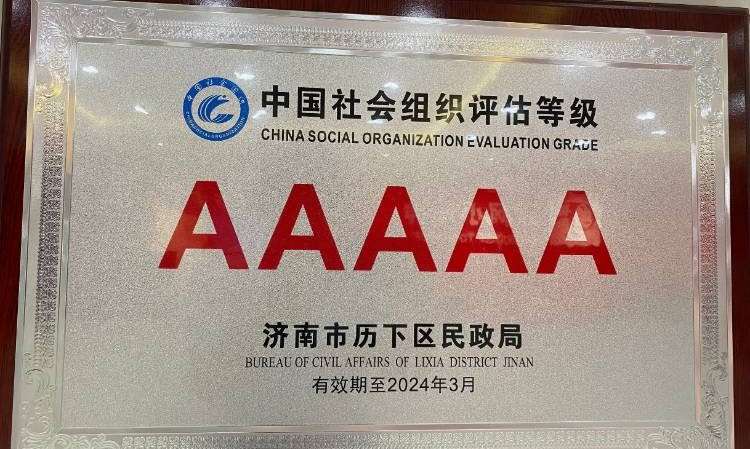 中国社会组织评估等级
CHINA SOCIAL ORGANIZATION EVALUATION GRADE
AAAAA
济南市历下区民政局
BUREAU OF CIVIL AFFAIRS OF LIXIA DISTRICT JINAN
有效期至2024年3月